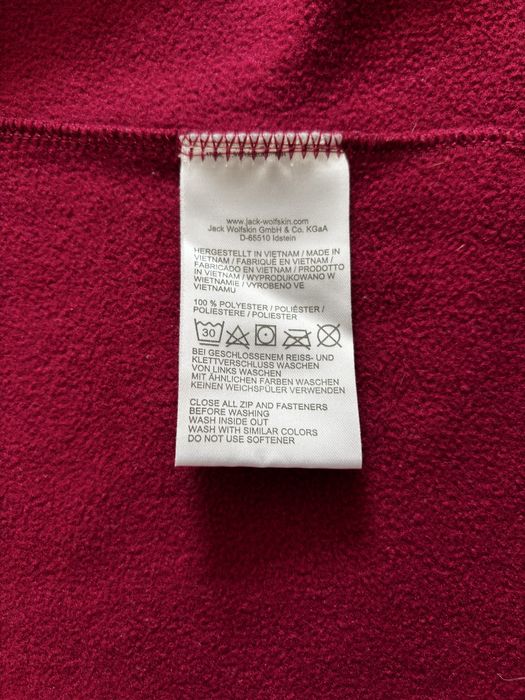 www.jack-wolfskin.com
Jack Wolfskin GmbH & Co. KGaA
D-65510 Idstein
HERGESTELLT IN VIETNAM / MADE IN
VIETNAM / FABRIQUÉ EN VIETNAM /
FABRICADO EN VIETNAM / PRODOTTO
IN VIETNAM / WYPRODUKOWANO W
WIETNAMIE / VYROBENO VE
VIETNAMU
100 % POLYESTER / POLIÉSTER /
POLIESTERE / POLIESTER
30
BEI GESCHLOSSENEM REISS- UND
KLETTVERSCHLUSS WASCHEN
VON LINKS WASCHEN
MIT ÄHNLICHEN FARBEN WASCHEN
KEINEN WEICHSPÜLER VERWENDEN
CLOSE ALL ZIP AND FASTENERS
BEFORE WASHING
WASH INSIDE OUT
WASH WITH SIMILAR COLORS
DO NOT USE SOFTENER